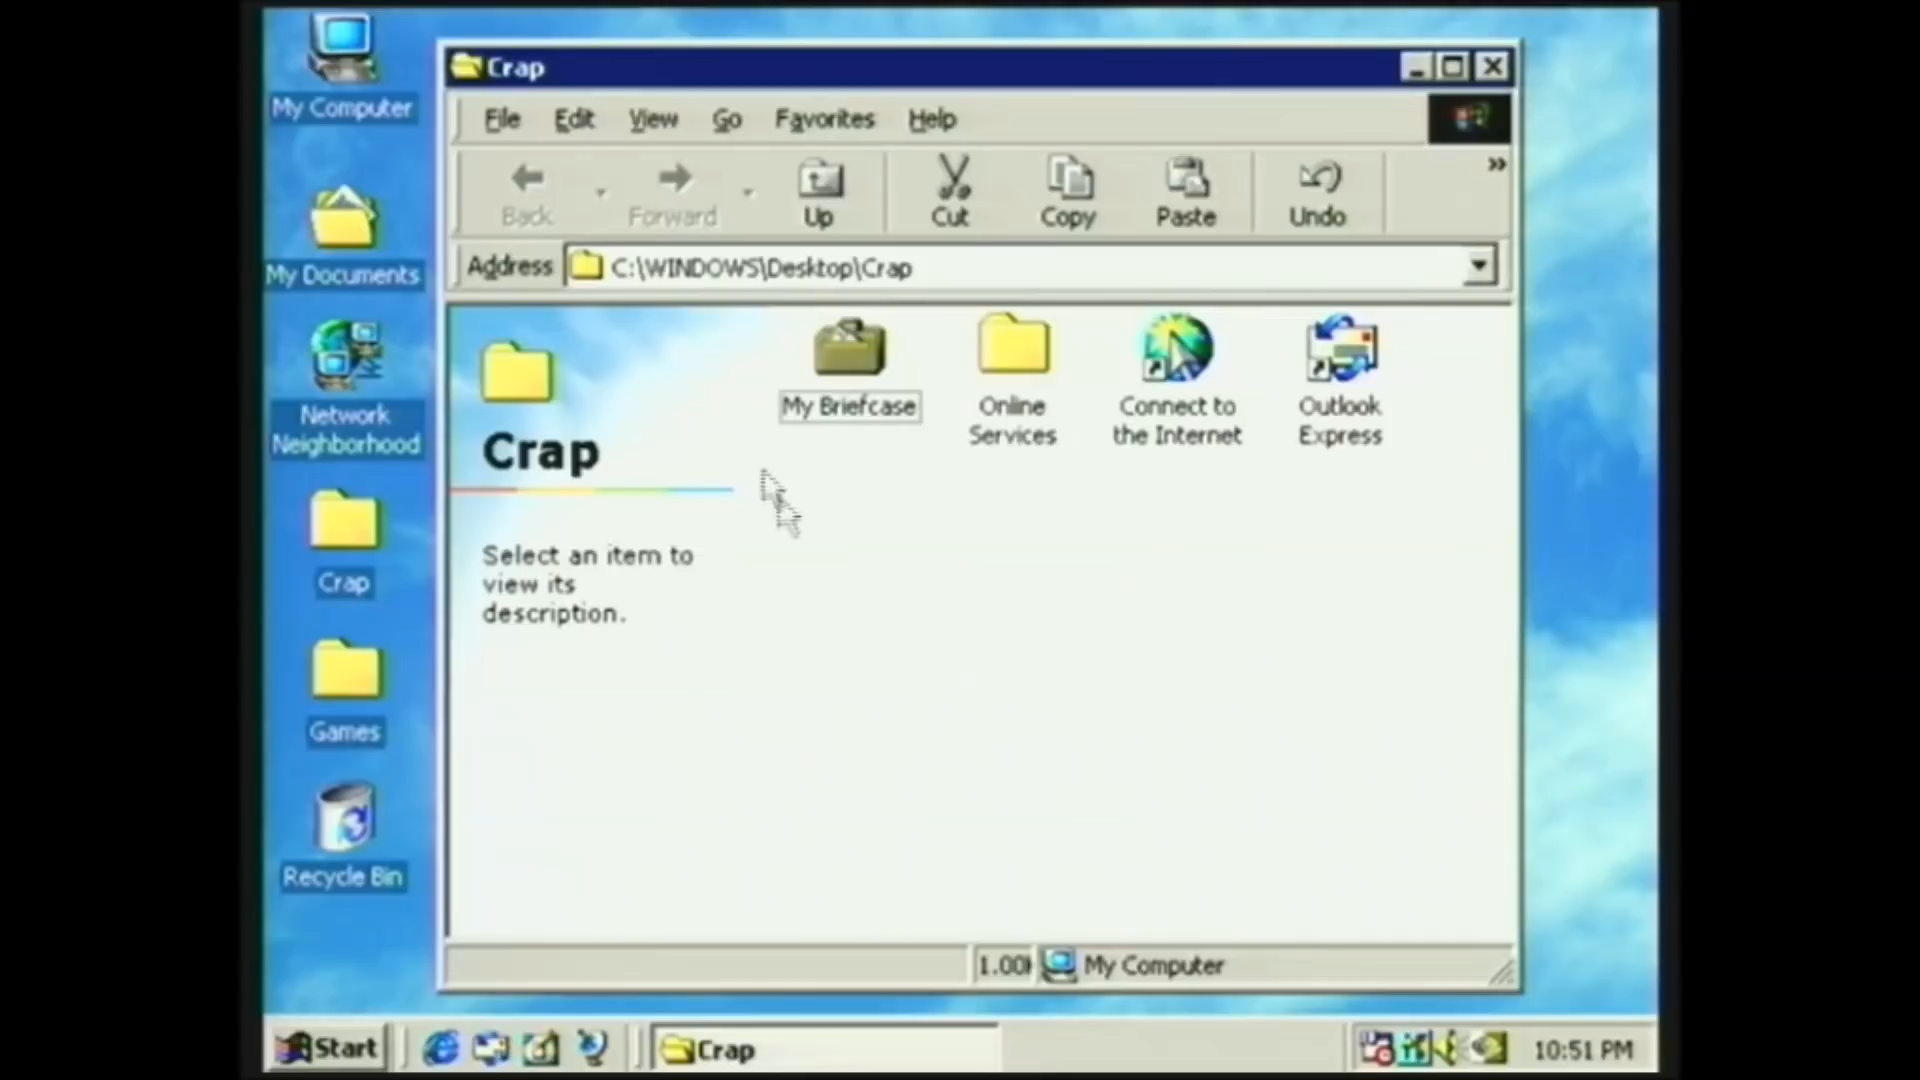 My Computer
My Documents
Network
Neighborhood
Crap
Games
Recycle Bin
Crap
File Edit View Go Favorites Help
Back Forward Up Cut Copy Paste Undo »
Address C:\WINDOWS\Desktop\Crap
Crap
Select an item to
view its
description.
My Briefcase
Online
Services
Connect to
the Internet
Outlook
Express
My Computer
Start Crap 10:51 PM